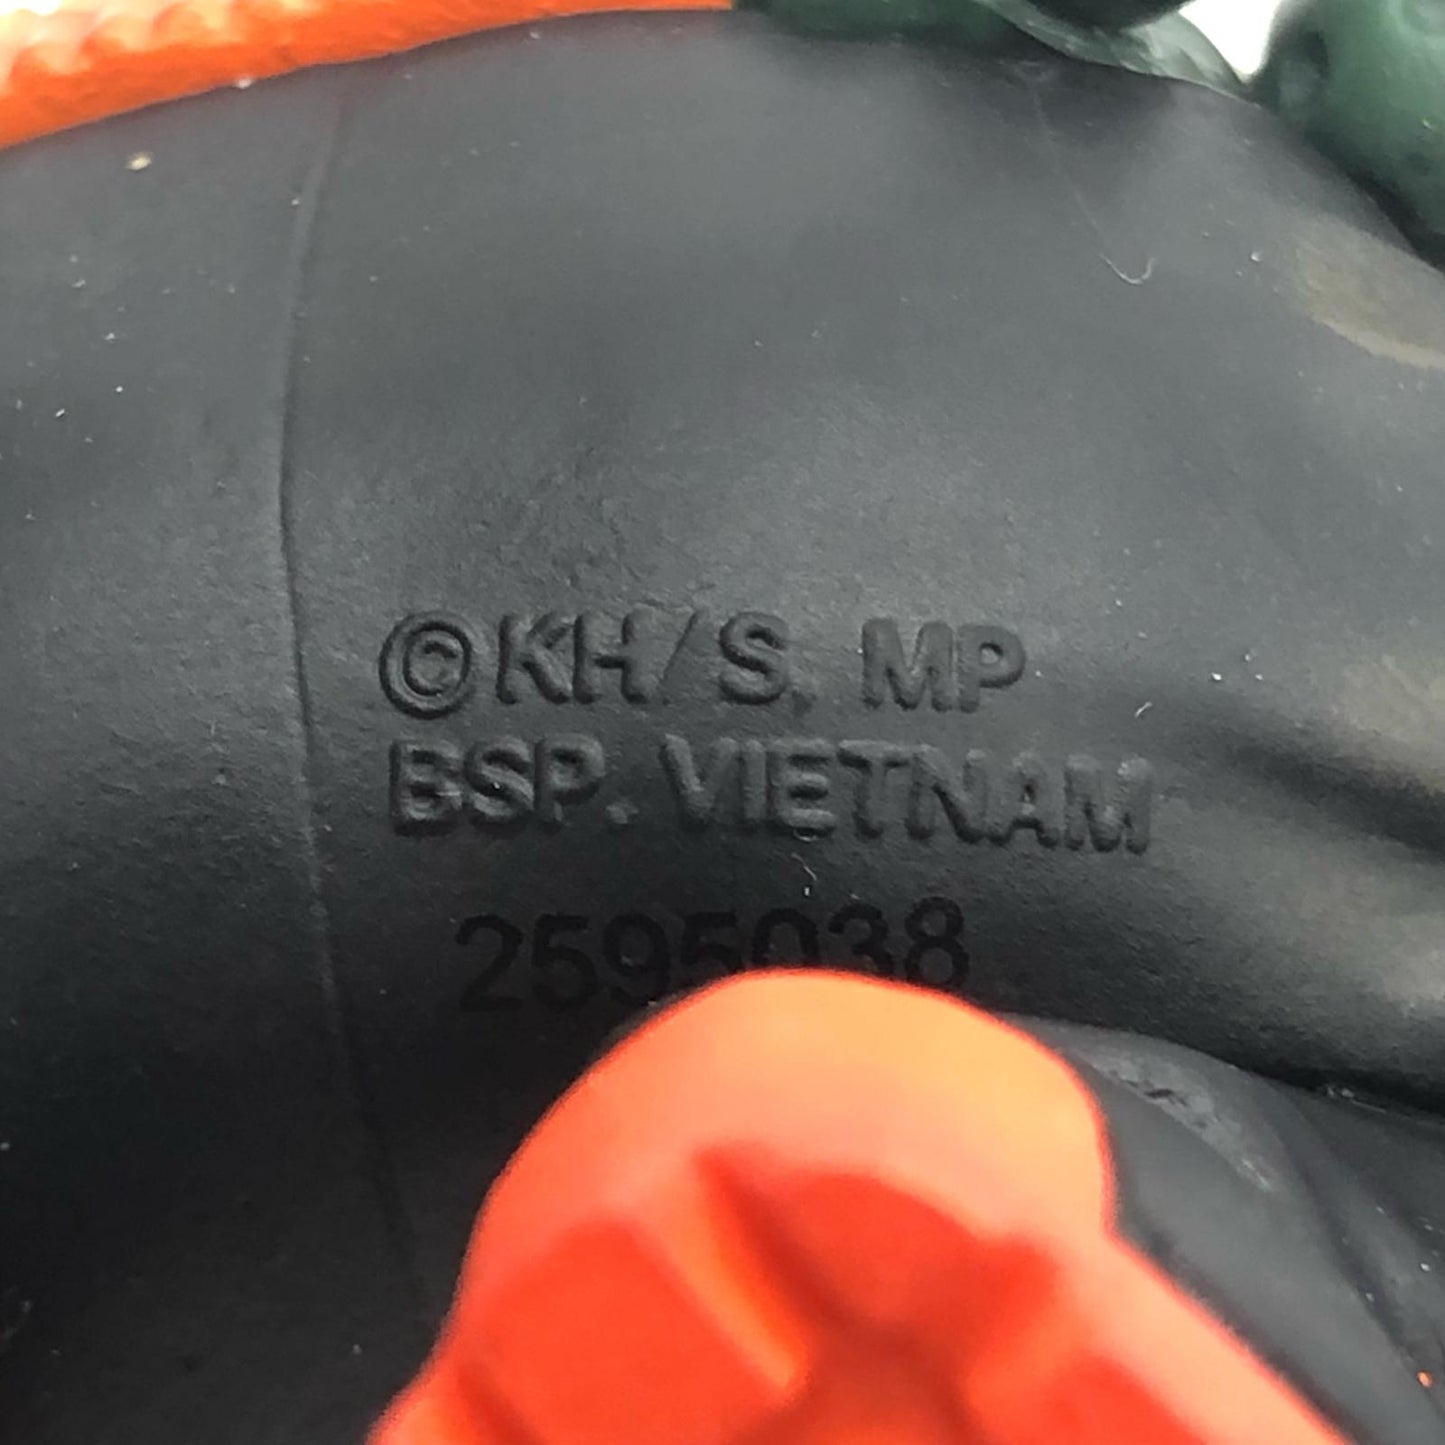 ©KH/S, MP
BSP. VIETNAM
2595038